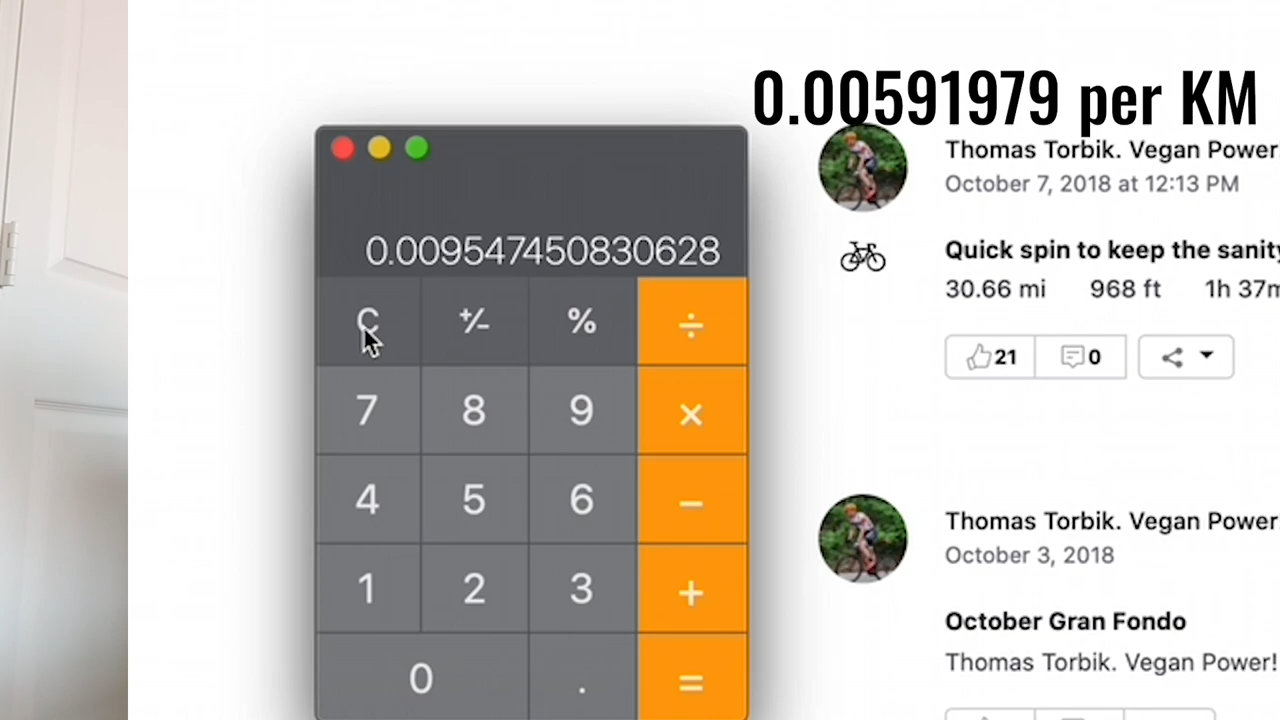 0.00591979 per KM
0.009547450830628
C
+/-
%
÷
7
8
9
×
4
5
6
−
1
2
3
+
0
.
=
Thomas Torbik. Vegan Power!
October 7, 2018 at 12:13 PM
Quick spin to keep the sanity
30.66 mi 968 ft 1h 37m
21 0
Thomas Torbik. Vegan Power!
October 3, 2018
October Gran Fondo
Thomas Torbik. Vegan Power!